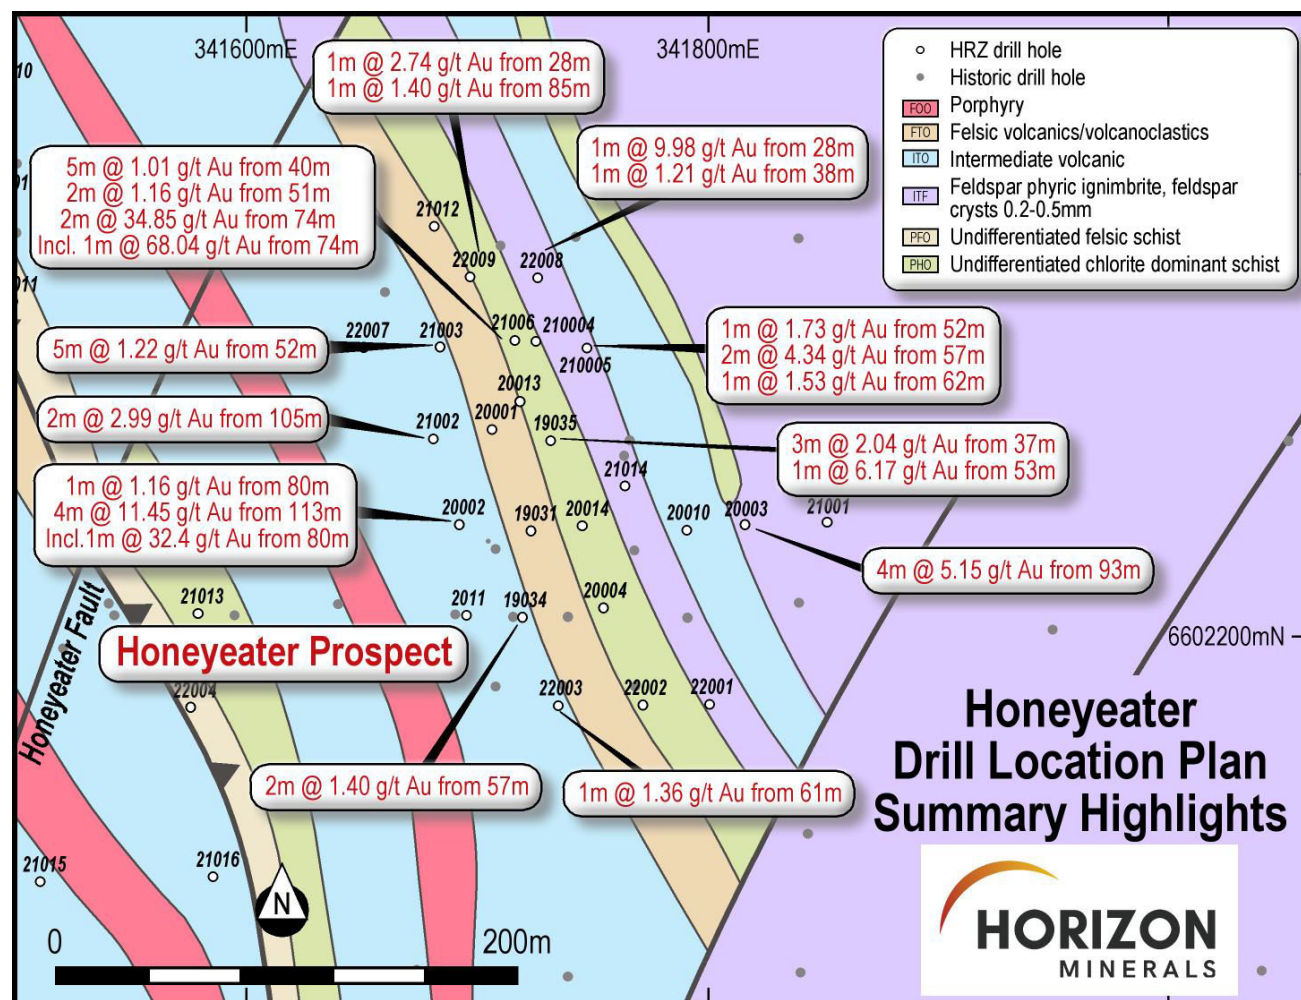 341600mE
341800mE
1m @ 2.74 g/t Au from 28m
1m @ 1.40 g/t Au from 85m
HRZ drill hole
Historic drill hole
FOO Porphyry
FTO Felsic volcanics/volcanoclastics
ITO Intermediate volcanic
ITF Feldspar phyric ignimbrite, feldspar
crysts 0.2-0.5mm
PFO Undifferentiated felsic schist
PHO Undifferentiated chlorite dominant schist
10
1m @ 9.98 g/t Au from 28m
1m @ 1.21 g/t Au from 38m
5m @ 1.01 g/t Au from 40m
2m @ 1.16 g/t Au from 51m
2m @ 34.85 g/t Au from 74m
Incl. 1m @ 68.04 g/t Au from 74m
01
21012
22009
22008
011
22007
21003
21006
210004
210005
5m @ 1.22 g/t Au from 52m
1m @ 1.73 g/t Au from 52m
2m @ 4.34 g/t Au from 57m
1m @ 1.53 g/t Au from 62m
20013
2m @ 2.99 g/t Au from 105m
21002
20001
19035
3m @ 2.04 g/t Au from 37m
1m @ 6.17 g/t Au from 53m
1m @ 1.16 g/t Au from 80m
4m @ 11.45 g/t Au from 113m
Incl.1m @ 32.4 g/t Au from 80m
21014
20002
19031
20014
20010
20003
21001
4m @ 5.15 g/t Au from 93m
21013
2011
19034
20004
Honeyeater Fault
Honeyeater Prospect
6602200mN
22004
22003
22002
22001
Honeyeater
Drill Location Plan
Summary Highlights
2m @ 1.40 g/t Au from 57m
1m @ 1.36 g/t Au from 61m
21015
21016
N
0
200m
HORIZON
MINERALS